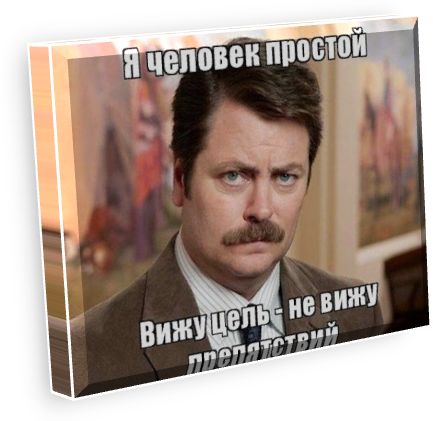 Я человек простой
Вижу цель - не вижу
препятствий